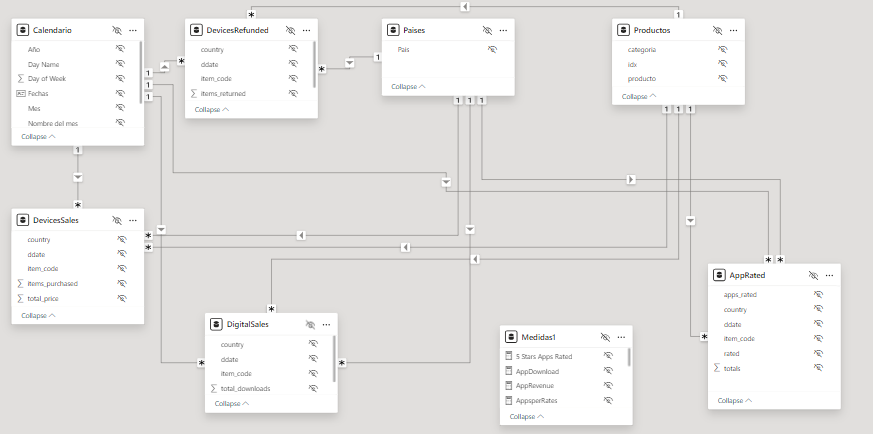 Calendario
Año
Day Name
Day of Week
Fechas
Mes
Nombre del mes
Collapse
DevicesRefunded
country
ddate
item_code
items_returned
Collapse
Paises
Pais
Collapse
Productos
categoria
idx
producto
Collapse
DevicesSales
country
ddate
item_code
items_purchased
total_price
Collapse
DigitalSales
country
ddate
item_code
total_downloads
Collapse
Medidas1
5 Stars Apps Rated
AppDownload
AppRevenue
AppsperRates
Collapse
AppRated
apps_rated
country
ddate
item_code
rated
totals
Collapse
1
1
1
1
1
1
1
1
1
1
1
1
1
*
*
*
*
*
*
*
*
*
*
*